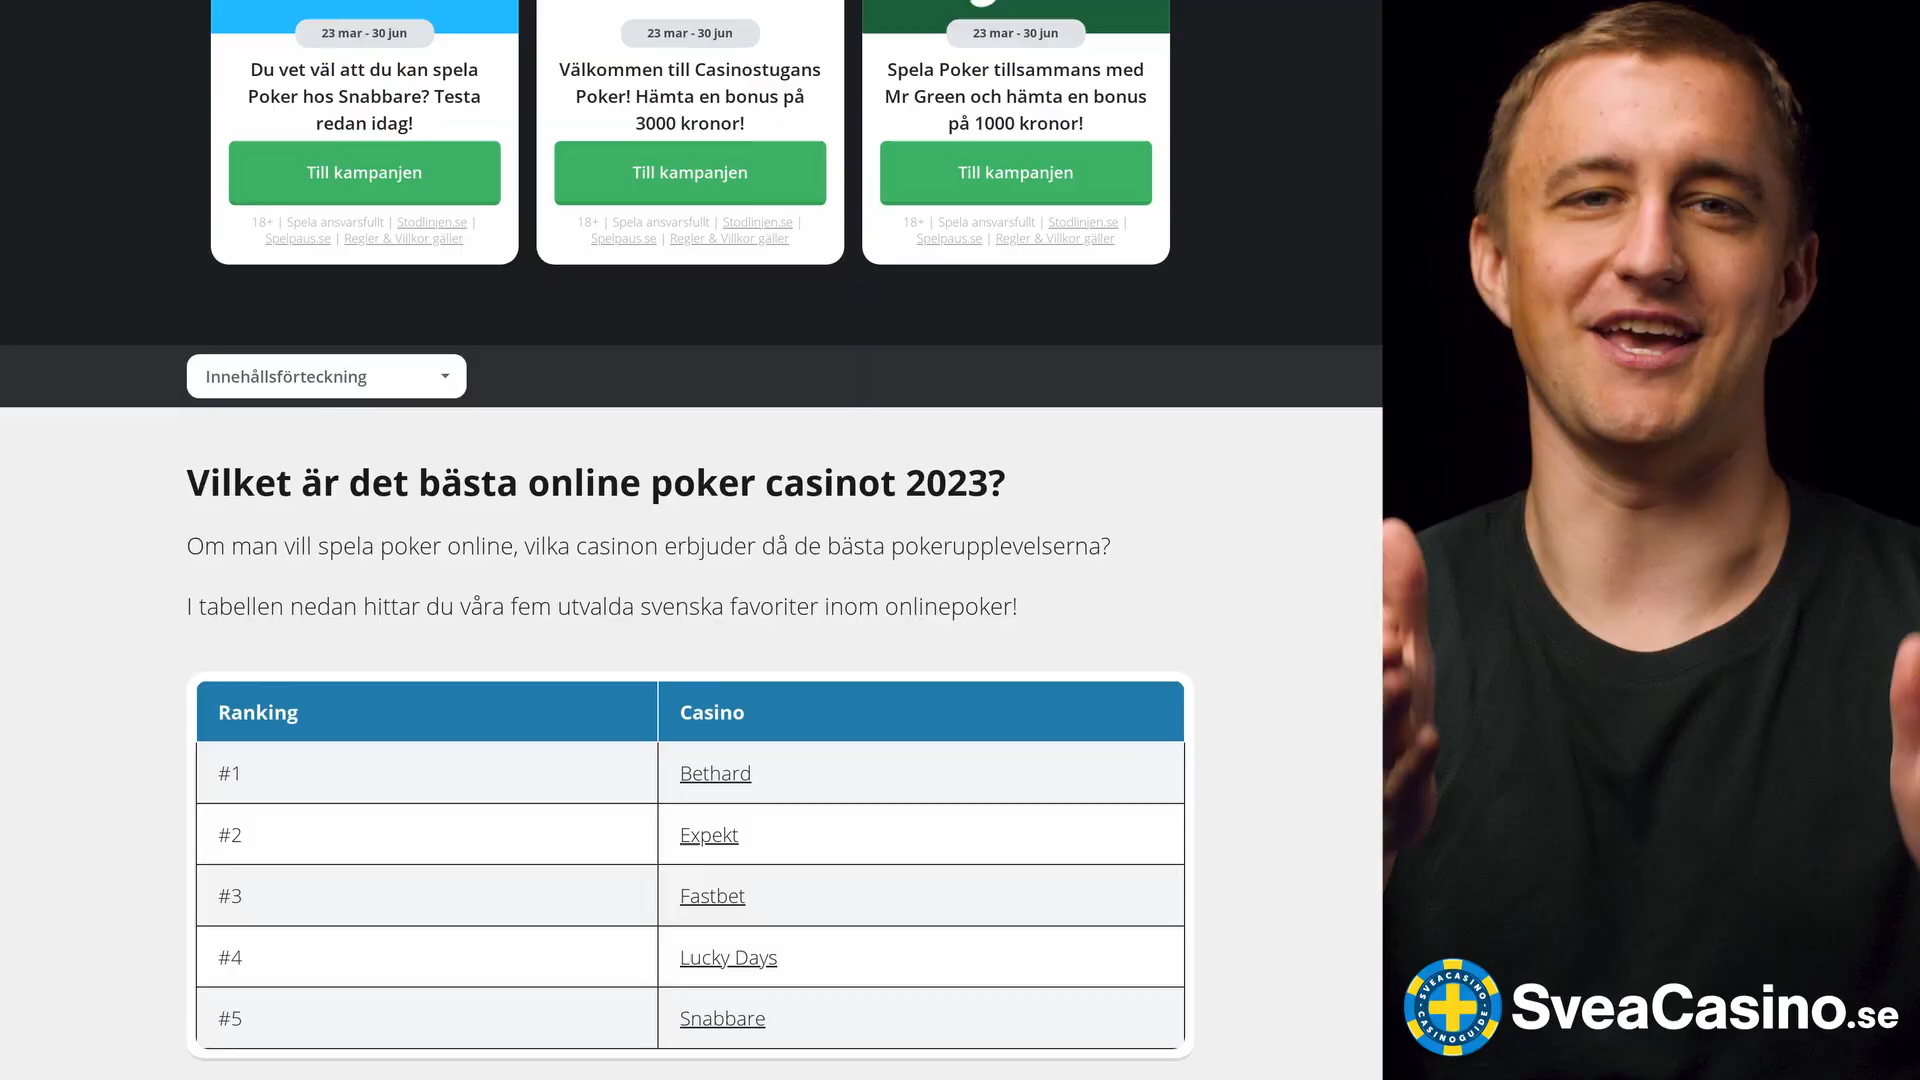 23 mar - 30 jun
Du vet väl att du kan spela
Poker hos Snabbare? Testa
redan idag!
Till kampanjen
18+ | Spela ansvarsfullt | Stodlinjen.se |
Spelpaus.se | Regler & Villkor gäller
23 mar - 30 jun
Välkommen till Casinostugans
Poker! Hämta en bonus på
3000 kronor!
Till kampanjen
18+ | Spela ansvarsfullt | Stodlinjen.se |
Spelpaus.se | Regler & Villkor gäller
23 mar - 30 jun
Spela Poker tillsammans med
Mr Green och hämta en bonus
på 1000 kronor!
Till kampanjen
18+ | Spela ansvarsfullt | Stodlinjen.se |
Spelpaus.se | Regler & Villkor gäller
Innehållsförteckning
Vilket är det bästa online poker casinot 2023?
Om man vill spela poker online, vilka casinon erbjuder då de bästa pokerupplevelserna?
I tabellen nedan hittar du våra fem utvalda svenska favoriter inom onlinepoker!
Ranking Casino
#1 Bethard
#2 Expekt
#3 Fastbet
#4 Lucky Days
#5 Snabbare
SVEACASINO
CASINOGUIDE
SveaCasino.se